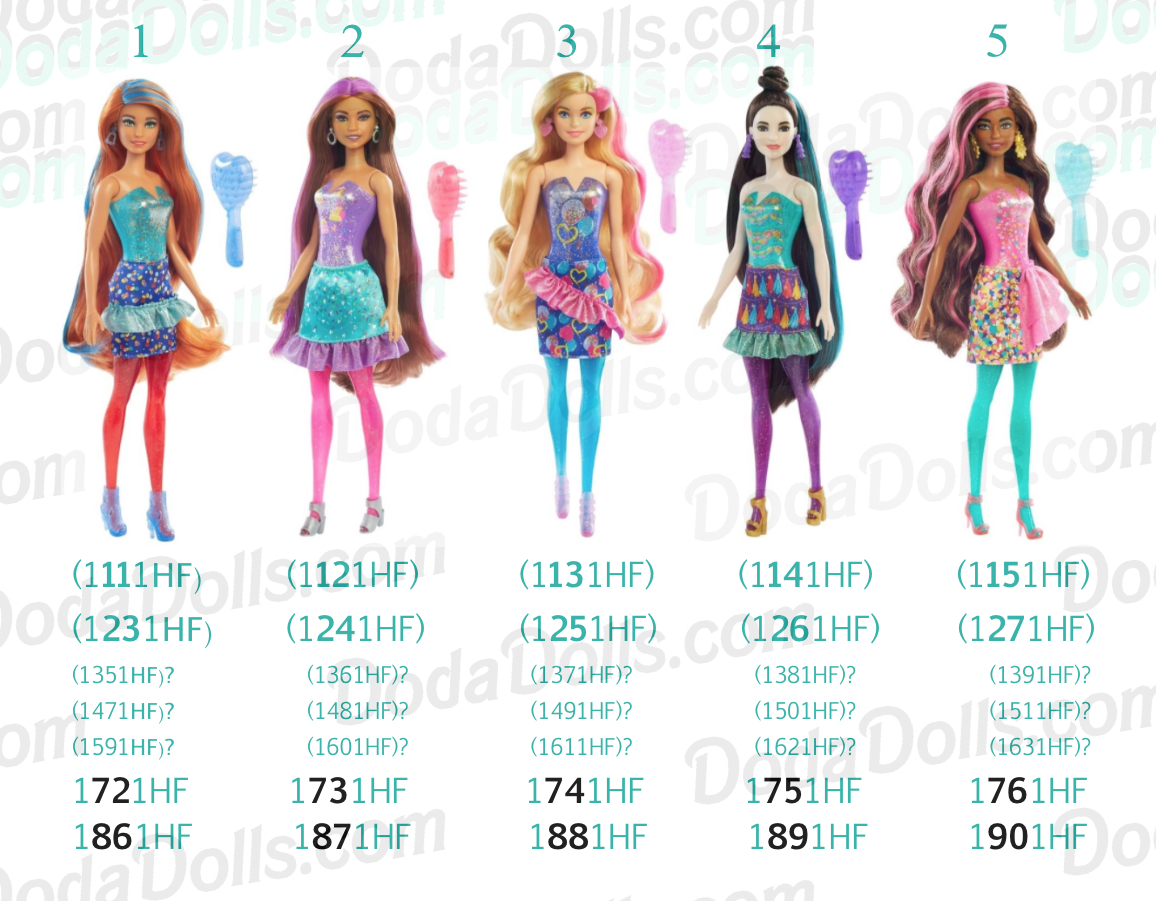 1 2 3 4 5
(1111HF) (1121HF) (1131HF) (1141HF) (1151HF)
(1231HF) (1241HF) (1251HF) (1261HF) (1271HF)
(1351HF)? (1361HF)? (1371HF)? (1381HF)? (1391HF)?
(1471HF)? (1481HF)? (1491HF)? (1501HF)? (1511HF)?
(1591HF)? (1601HF)? (1611HF)? (1621HF)? (1631HF)?
1721HF 1731HF 1741HF 1751HF 1761HF
1861HF 1871HF 1881HF 1891HF 1901HF
DodaDolls.com